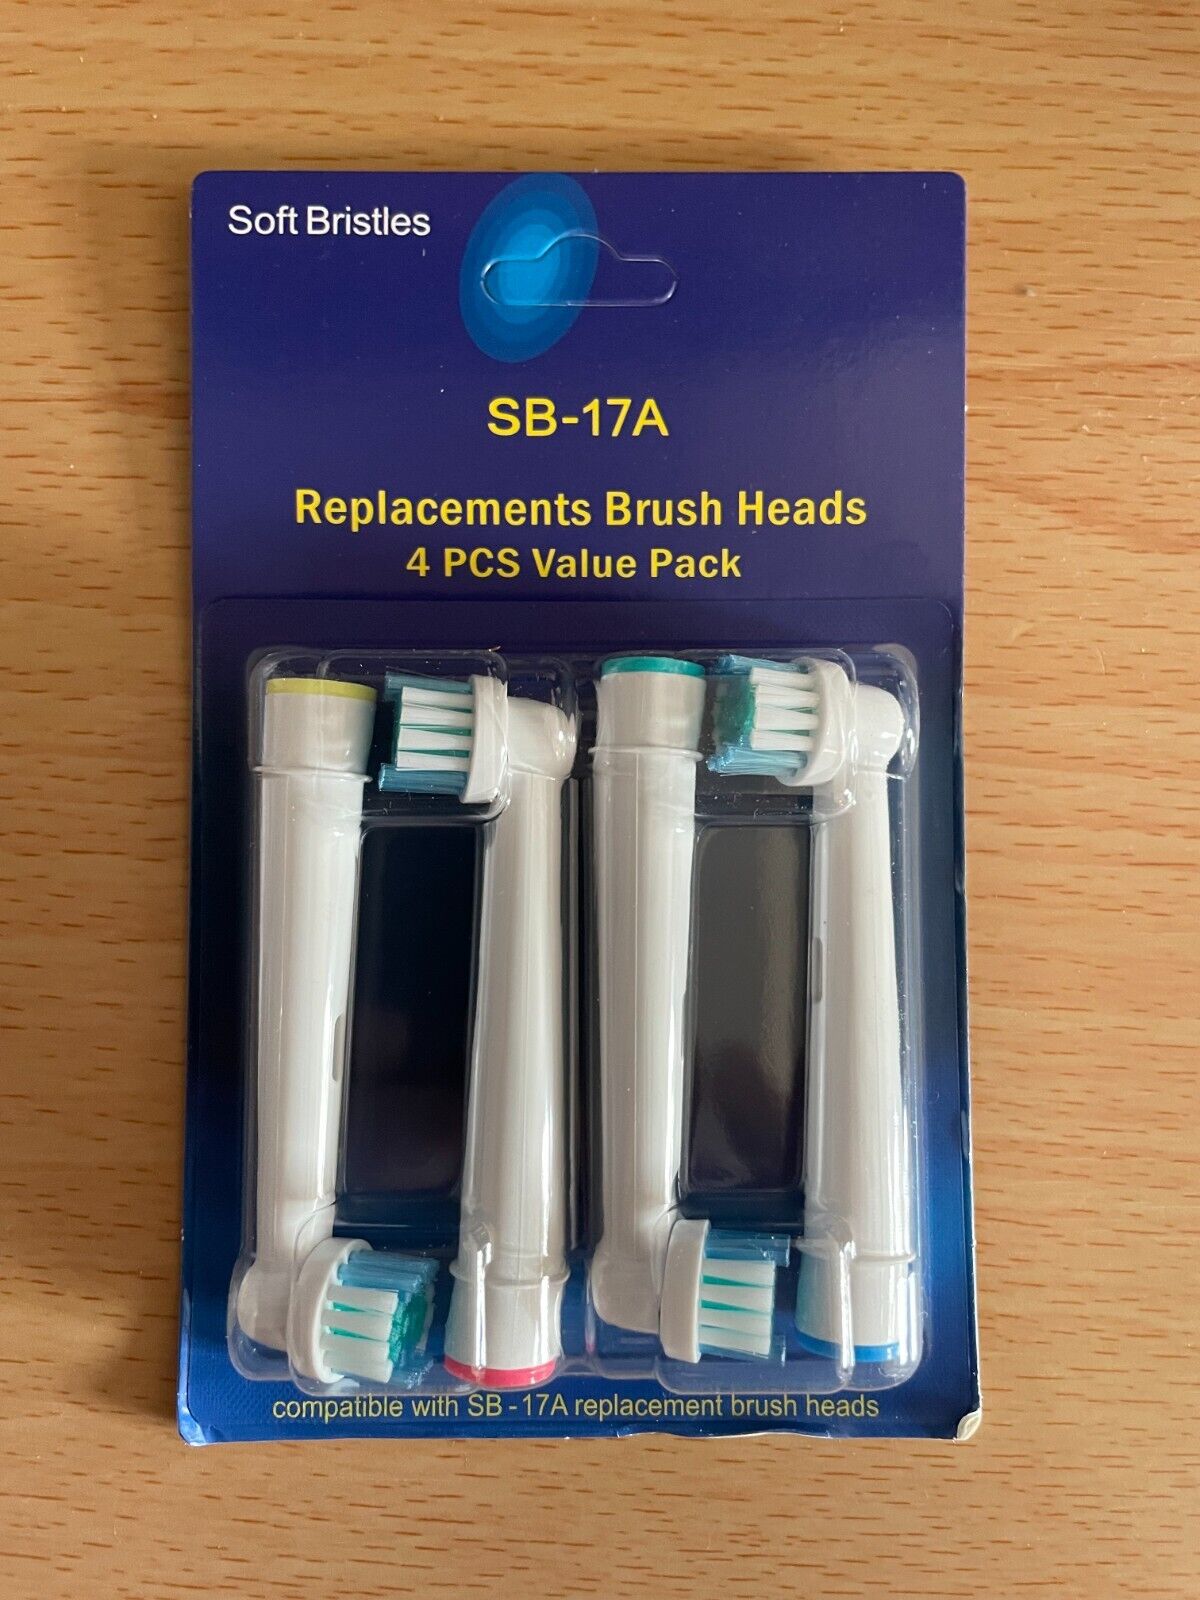 Soft Bristles
SB-17A
Replacements Brush Heads
4 PCS Value Pack
compatible with SB-17A replacement brush heads